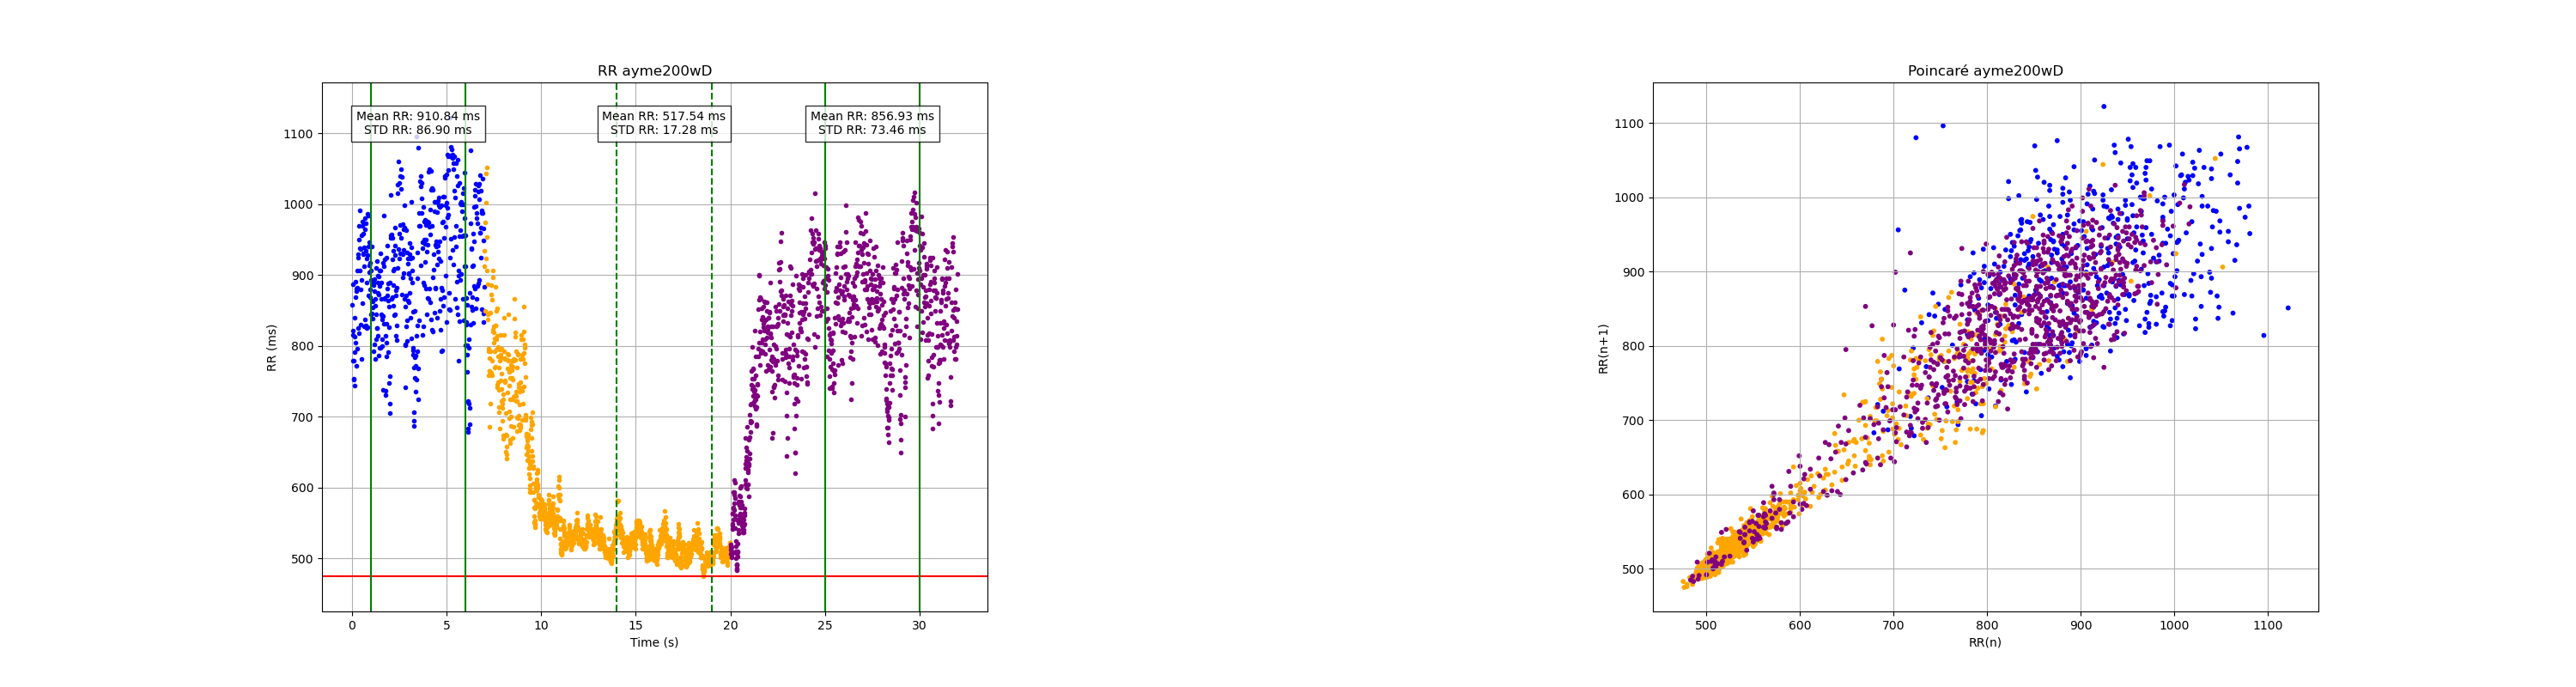 RR ayme200wD
Mean RR: 910.84 ms
STD RR: 86.90 ms
Mean RR: 517.54 ms
STD RR: 17.28 ms
Mean RR: 856.93 ms
STD RR: 73.46 ms
RR (ms)
1100
1000
900
800
700
600
500
0 5 10 15 20 25 30
Time (s)
Poincaré ayme200wD
RR(n+1)
1100
1000
900
800
700
600
500
500 600 700 800 900 1000 1100
RR(n)